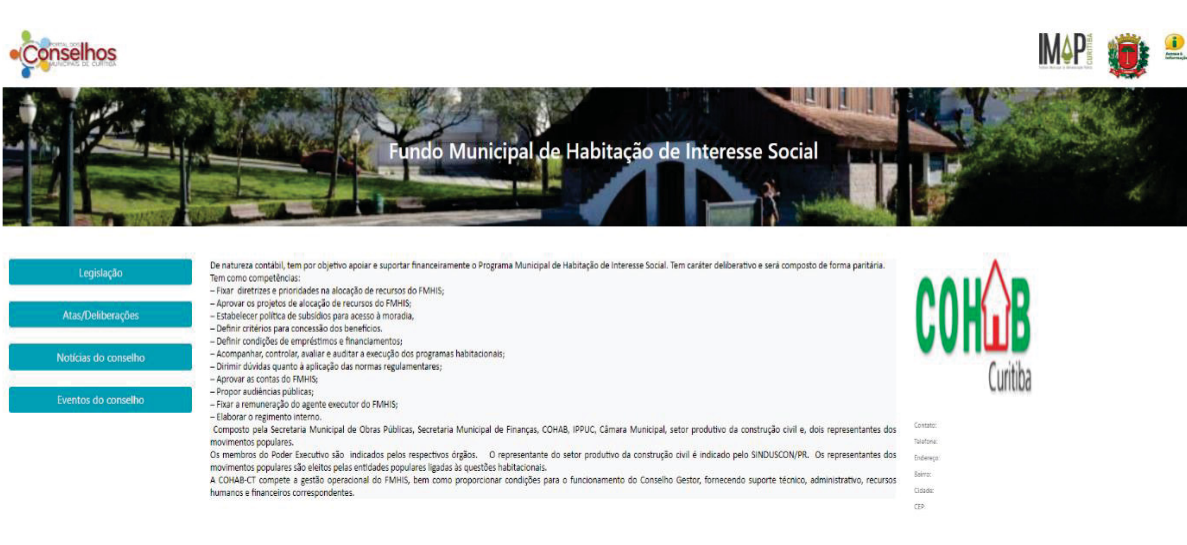 PORTAL DOS
Conselhos
MUNICIPAIS DE CURITIBA
IMAP
CURITIBA
Acesso à
Informação
Fundo Municipal de Habitação de Interesse Social
Legislação
Atas/Deliberações
Notícias do conselho
Eventos do conselho
De natureza contábil, tem por objetivo apoiar e suportar financeiramente o Programa Municipal de Habitação de Interesse Social. Tem caráter deliberativo e será composto de forma paritária.
Tem como competências:
– Fixar diretrizes e prioridades na alocação de recursos do FMHIS;
– Aprovar os projetos de alocação de recursos do FMHIS;
– Estabelecer política de subsídios para acesso à moradia,
– Definir critérios para concessão dos benefícios.
– Definir condições de empréstimos e financiamentos;
– Acompanhar, controlar, avaliar e auditar a execução dos programas habitacionais;
– Dirimir dúvidas quanto à aplicação das normas regulamentares;
– Aprovar as contas do FMHIS;
– Propor audiências públicas;
– Fixar a remuneração do agente executor do FMHIS;
– Elaborar o regimento interno.
Composto pela Secretaria Municipal de Obras Públicas, Secretaria Municipal de Finanças, COHAB, IPPUC, Câmara Municipal, setor produtivo da construção civil e, dois representantes dos
movimentos populares.
Os membros do Poder Executivo são indicados pelos respectivos órgãos. O representante do setor produtivo da construção civil é indicado pelo SINDUSCON/PR. Os representantes dos
movimentos populares são eleitos pelas entidades populares ligadas às questões habitacionais.
A COHAB-CT compete a gestão operacional do FMHIS, bem como proporcionar condições para o funcionamento do Conselho Gestor, fornecendo suporte técnico, administrativo, recursos
humanos e financeiros correspondentes.
COHAB
Curitiba
Contato:
Telefone:
Endereço:
Bairro:
Cidade:
CEP: